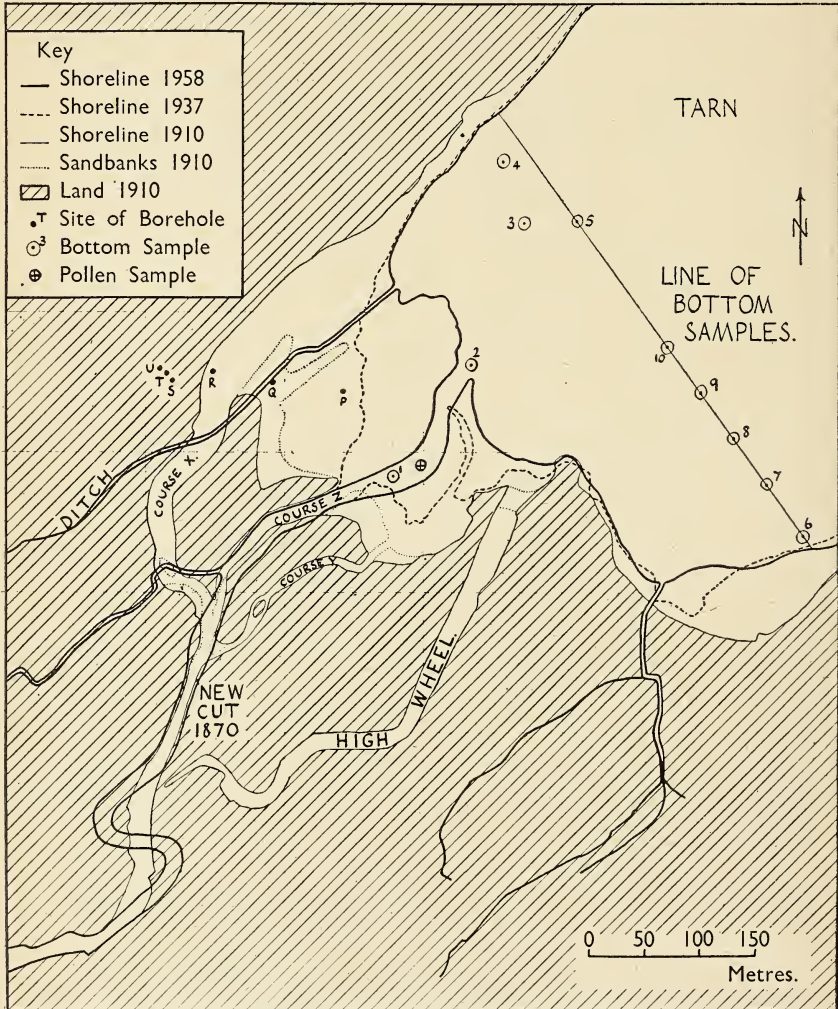 Key
Shoreline 1958
Shoreline 1937
Shoreline 1910
Sandbanks 1910
Land 1910
T Site of Borehole
3 Bottom Sample
Pollen Sample
TARN
N
LINE OF
BOTTOM
SAMPLES.
4
3
5
10
9
8
7
6
2
1
U
T
S
R
Q
P
DITCH
COURSE X.
COURSE Z
COURSE Y
NEW
CUT
1870
HIGH
WHEEL.
0 50 100 150
Metres.